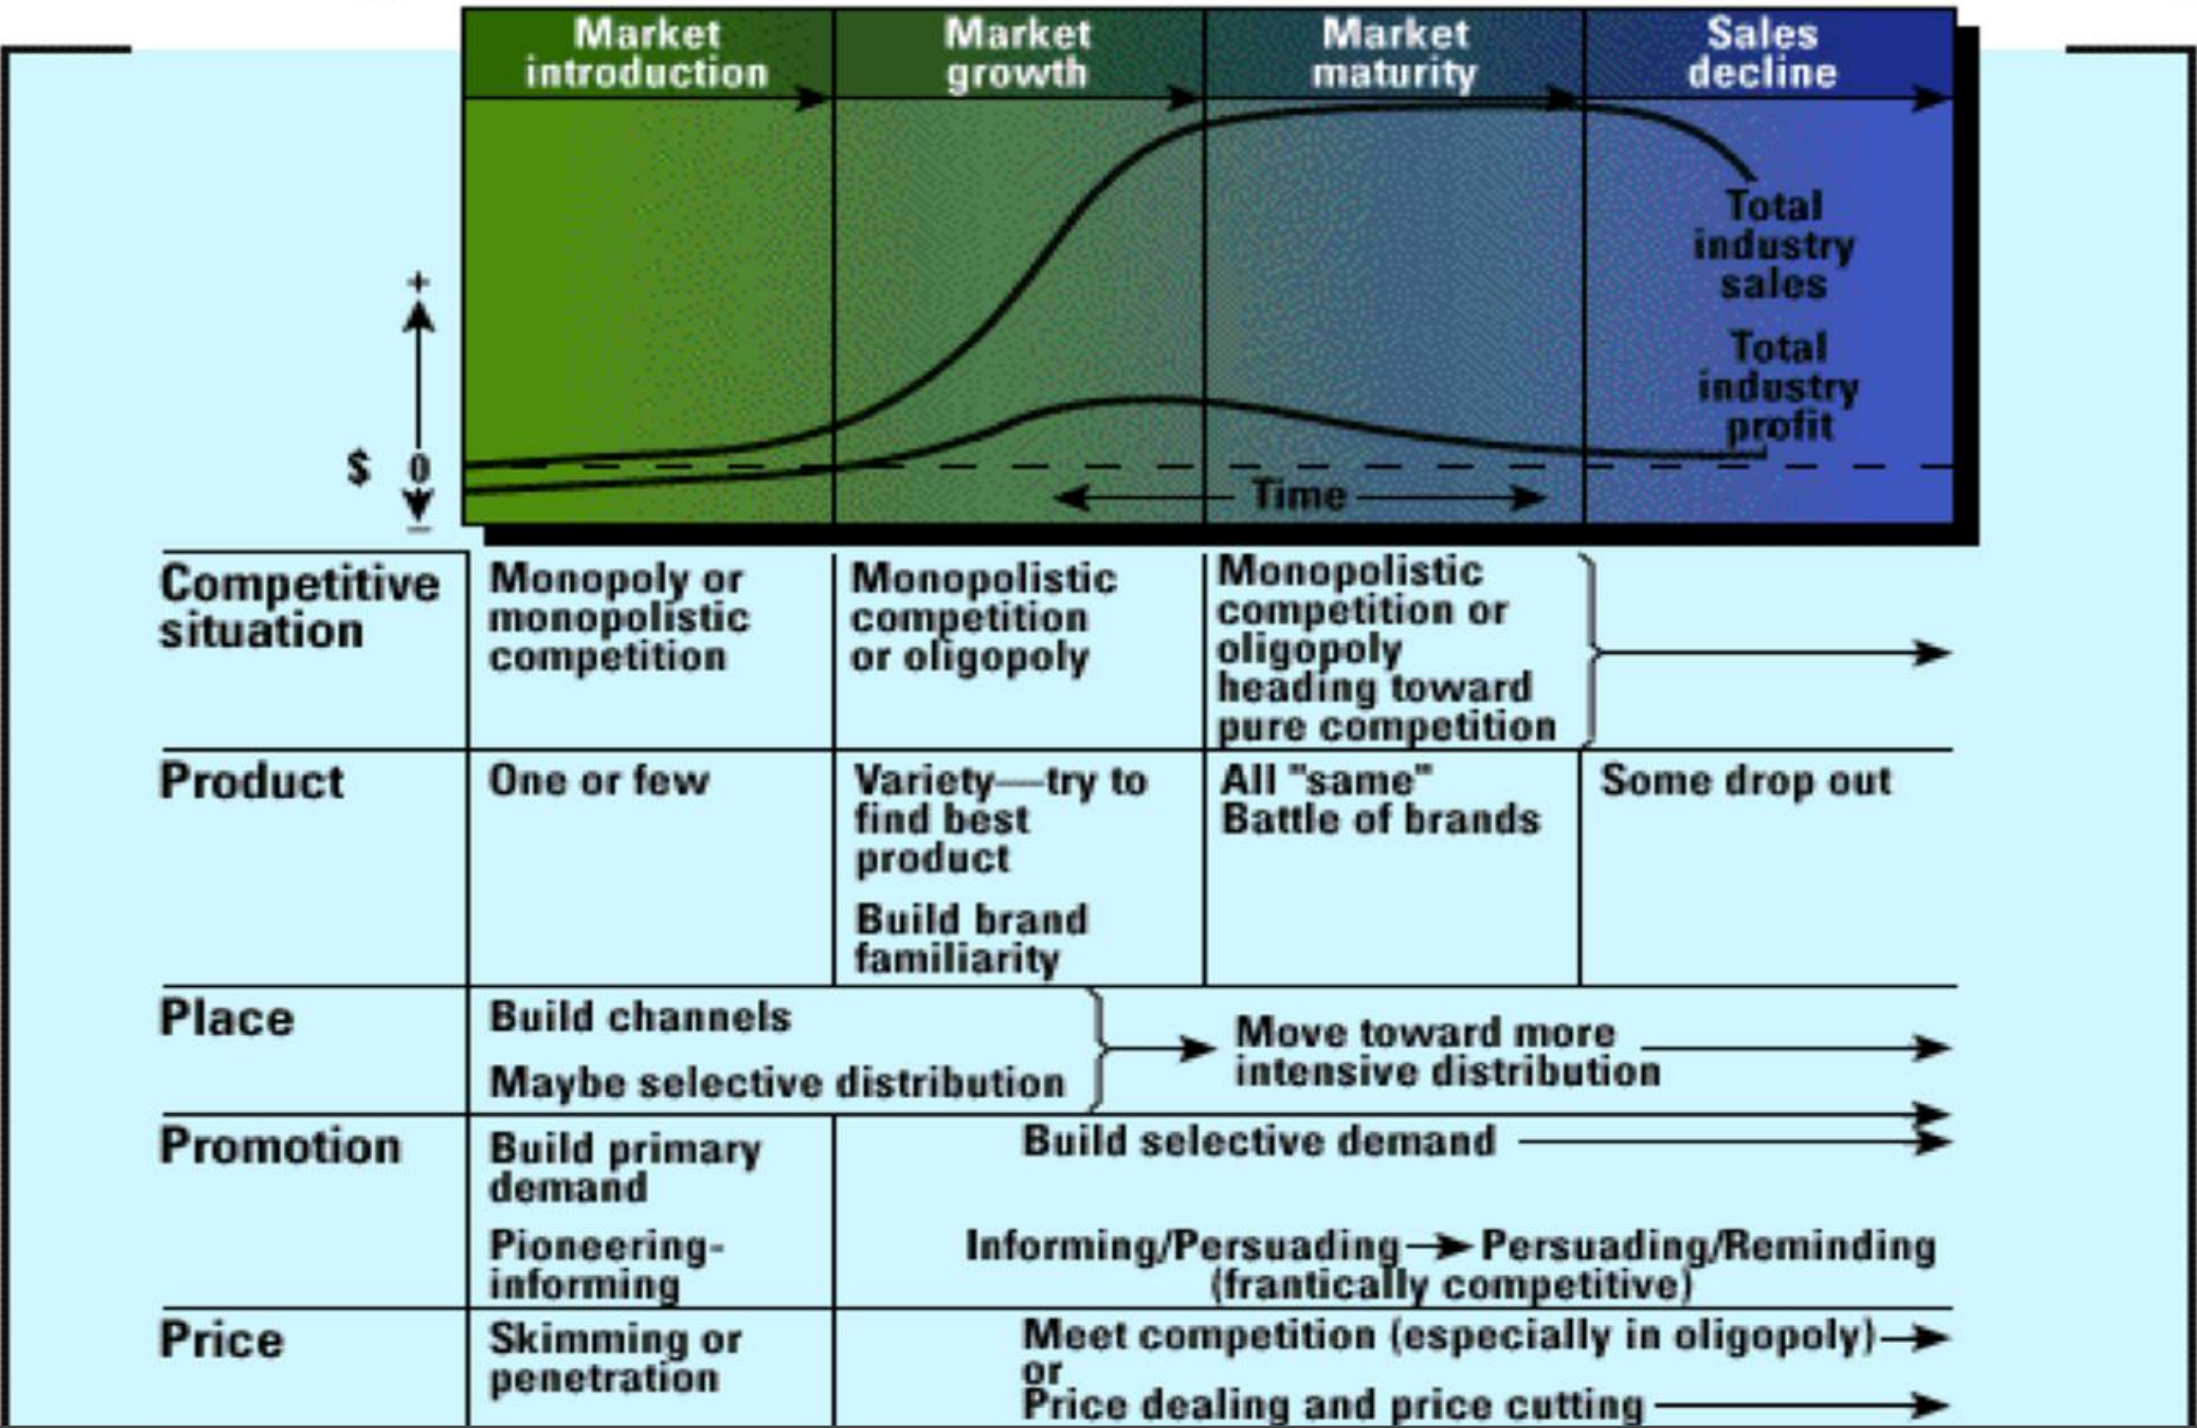 Market
introduction
Market
growth
Market
maturity
Sales
decline
Total
industry
sales
Total
industry
profit
+
$ 0
–
Time
Competitive
situation
Monopoly or
monopolistic
competition
Monopolistic
competition
or oligopoly
Monopolistic
competition or
oligopoly
heading toward
pure competition
Product
One or few
Variety—try to
find best
product
Build brand
familiarity
All "same"
Battle of brands
Some drop out
Place
Build channels
Maybe selective distribution
Move toward more
intensive distribution
Promotion
Build primary
demand
Pioneering-
informing
Build selective demand
Informing/Persuading → Persuading/Reminding
(frantically competitive)
Price
Skimming or
penetration
Meet competition (especially in oligopoly)
or
Price dealing and price cutting